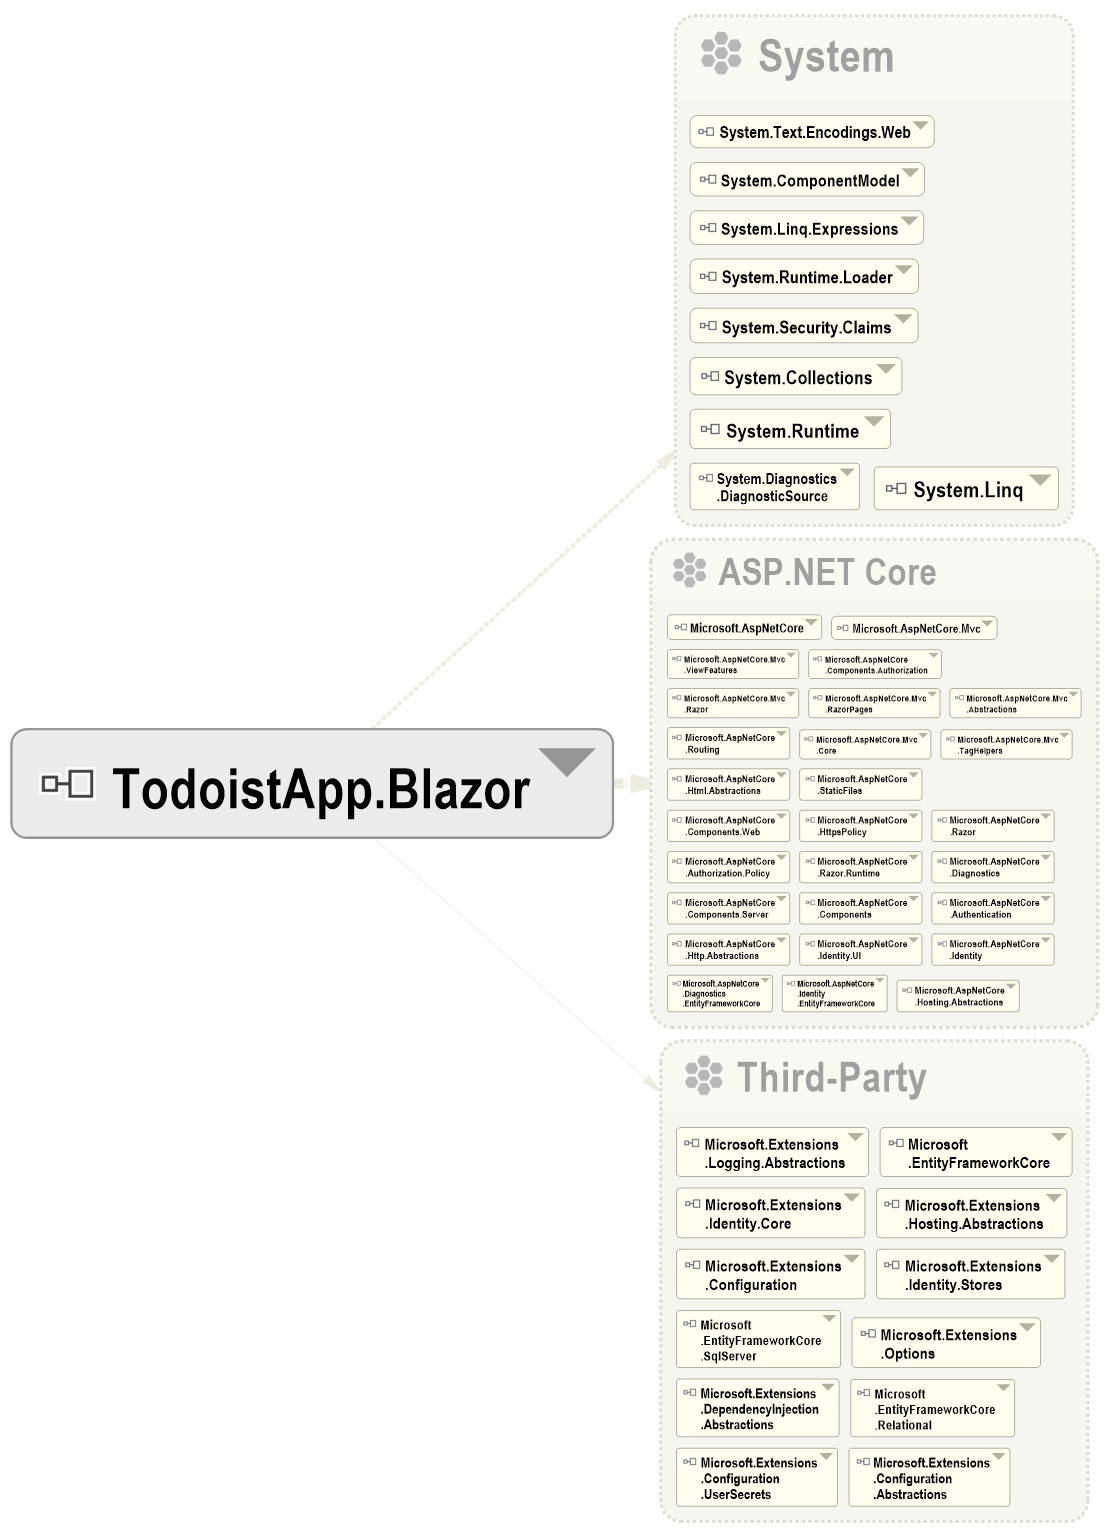 System
System.Text.Encodings.Web
System.ComponentModel
System.Linq.Expressions
System.Runtime.Loader
System.Security.Claims
System.Collections
System.Runtime
System.Diagnostics
.DiagnosticSource
System.Linq
ASP.NET Core
Microsoft.AspNetCore
Microsoft.AspNetCore.Mvc
Microsoft.AspNetCore.Mvc
.ViewFeatures
Microsoft.AspNetCore
.Components.Authorization
Microsoft.AspNetCore.Mvc
.Razor
Microsoft.AspNetCore.Mvc
.RazorPages
Microsoft.AspNetCore.Mvc
.Abstractions
Microsoft.AspNetCore
.Routing
Microsoft.AspNetCore.Mvc
.Core
Microsoft.AspNetCore.Mvc
.TagHelpers
TodoistApp.Blazor
Microsoft.AspNetCore
.Html.Abstractions
Microsoft.AspNetCore
.StaticFiles
Microsoft.AspNetCore
.Components.Web
Microsoft.AspNetCore
.HttpsPolicy
Microsoft.AspNetCore
.Razor
Microsoft.AspNetCore
.Authorization.Policy
Microsoft.AspNetCore
.Razor.Runtime
Microsoft.AspNetCore
.Diagnostics
Microsoft.AspNetCore
.Components.Server
Microsoft.AspNetCore
.Components
Microsoft.AspNetCore
.Authentication
Microsoft.AspNetCore
.Http.Abstractions
Microsoft.AspNetCore
.Identity.UI
Microsoft.AspNetCore
.Identity
Microsoft.AspNetCore
.Diagnostics
.EntityFrameworkCore
Microsoft.AspNetCore
.Identity
.EntityFrameworkCore
Microsoft.AspNetCore
.Hosting.Abstractions
Third-Party
Microsoft.Extensions
.Logging.Abstractions
Microsoft
.EntityFrameworkCore
Microsoft.Extensions
.Identity.Core
Microsoft.Extensions
.Hosting.Abstractions
Microsoft.Extensions
.Configuration
Microsoft.Extensions
.Identity.Stores
Microsoft
.EntityFrameworkCore
.SqlServer
Microsoft.Extensions
.Options
Microsoft.Extensions
.DependencyInjection
.Abstractions
Microsoft
.EntityFrameworkCore
.Relational
Microsoft.Extensions
.Configuration
.UserSecrets
Microsoft.Extensions
.Configuration
.Abstractions